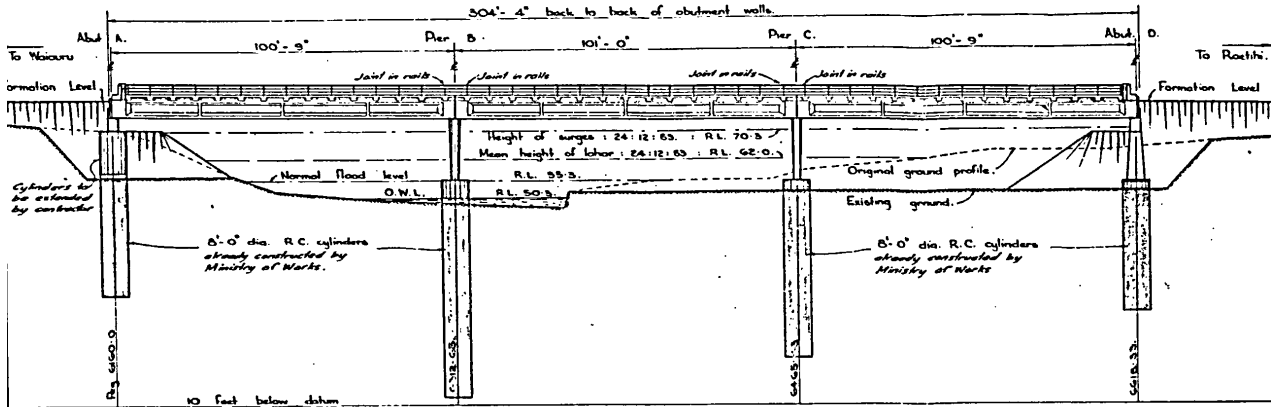 304'- 4" back to back of abutment walls.
Abut. A.
Pier B.
Pier C.
Abut. D.
100'- 9"
101'- 0"
100'- 9"
To Waiouru
To Raetihi.
Joint in rails
Joint in rails
Joint in rails
Joint in rails
Formation Level
Formation Level
Height of surges : 24:12:53 : R.L. 70·3
Mean height of lahar : 24:12:53 : R.L. 62·0.
Original ground profile.
Normal flood level R.L. 55·3.
O.W.L. R.L. 50·3.
Existing ground.
Cylinders to
be extended
by contractor
8'-0" dia. R.C. cylinders
already constructed by
Ministry of Works.
8'-0" dia. R.C. cylinders
already constructed by
Ministry of Works
Peg 6160·0
6465·3
10 feet below datum